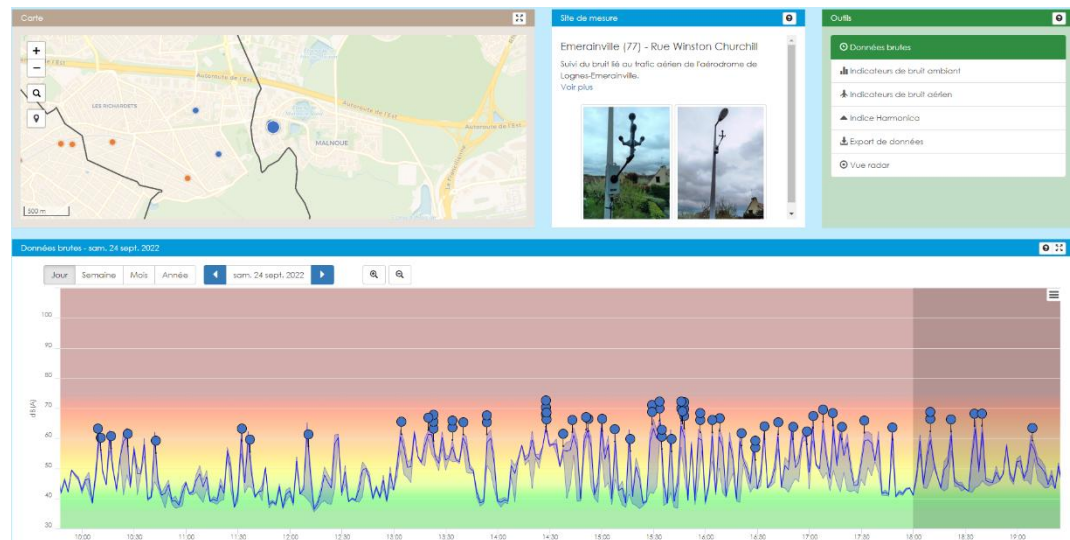 Carte
+
−
Autoroute de l'Est
Autoroute de l'Est
Autoroute de l'Est
LES RICHARDETS
MALNOUE
500 m
Site de mesure
Emerainville (77) - Rue Winston Churchill
Suivi du bruit lié au trafic aérien de l'aérodrome de
Lognes-Emerainville.
Voir plus
Outils
Données brutes
Indicateurs de bruit ambiant
Indicateurs de bruit aérien
Indice Harmonica
Export de données
Vue radar
Données brutes - sam. 24 sept. 2022
Jour Semaine Mois Année sam. 24 sept. 2022
dB(A)
100
90
80
70
60
50
40
30
10:00 10:30 11:00 11:30 12:00 12:30 13:00 13:30 14:00 14:30 15:00 15:30 16:00 16:30 17:00 17:30 18:00 18:30 19:00